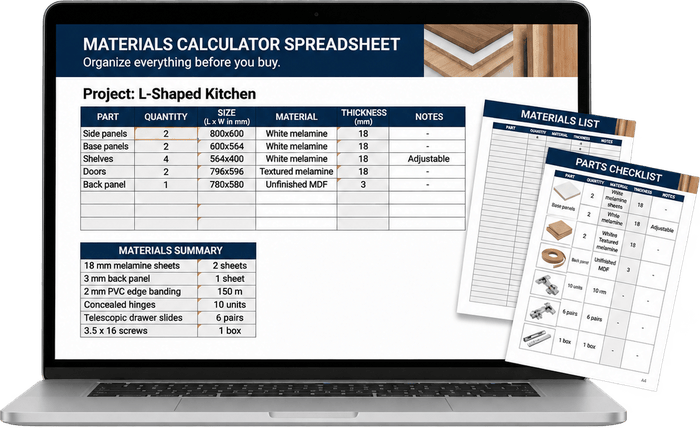 MATERIALS CALCULATOR SPREADSHEET
Organize everything before you buy.
Project: L-Shaped Kitchen
PART QUANTITY SIZE (L x W in mm) MATERIAL THICKNESS (mm) NOTES
Side panels 2 800x600 White melamine 18 -
Base panels 2 600x564 White melamine 18 -
Shelves 4 564x400 White melamine 18 Adjustable
Doors 2 796x596 Textured melamine 18 -
Back panel 1 780x580 Unfinished MDF 3 -
MATERIALS SUMMARY
18 mm melamine sheets 2 sheets
3 mm back panel 1 sheet
2 mm PVC edge banding 150 m
Concealed hinges 10 units
Telescopic drawer slides 6 pairs
3.5 x 16 screws 1 box
MATERIALS LIST
PART QUANTITY MATERIAL THICKNESS NOTES
PARTS CHECKLIST
PART QUANTITY MATERIAL THICKNESS NOTES
Base panels 2 melamine sheets 18 -
2 melamine 18 Adjustable
2 Textured melamine 18 -
Back panel Unfinished MDF 3 -
10 units 10 -
6 pairs 6 pairs - -
1 box 1 box - -